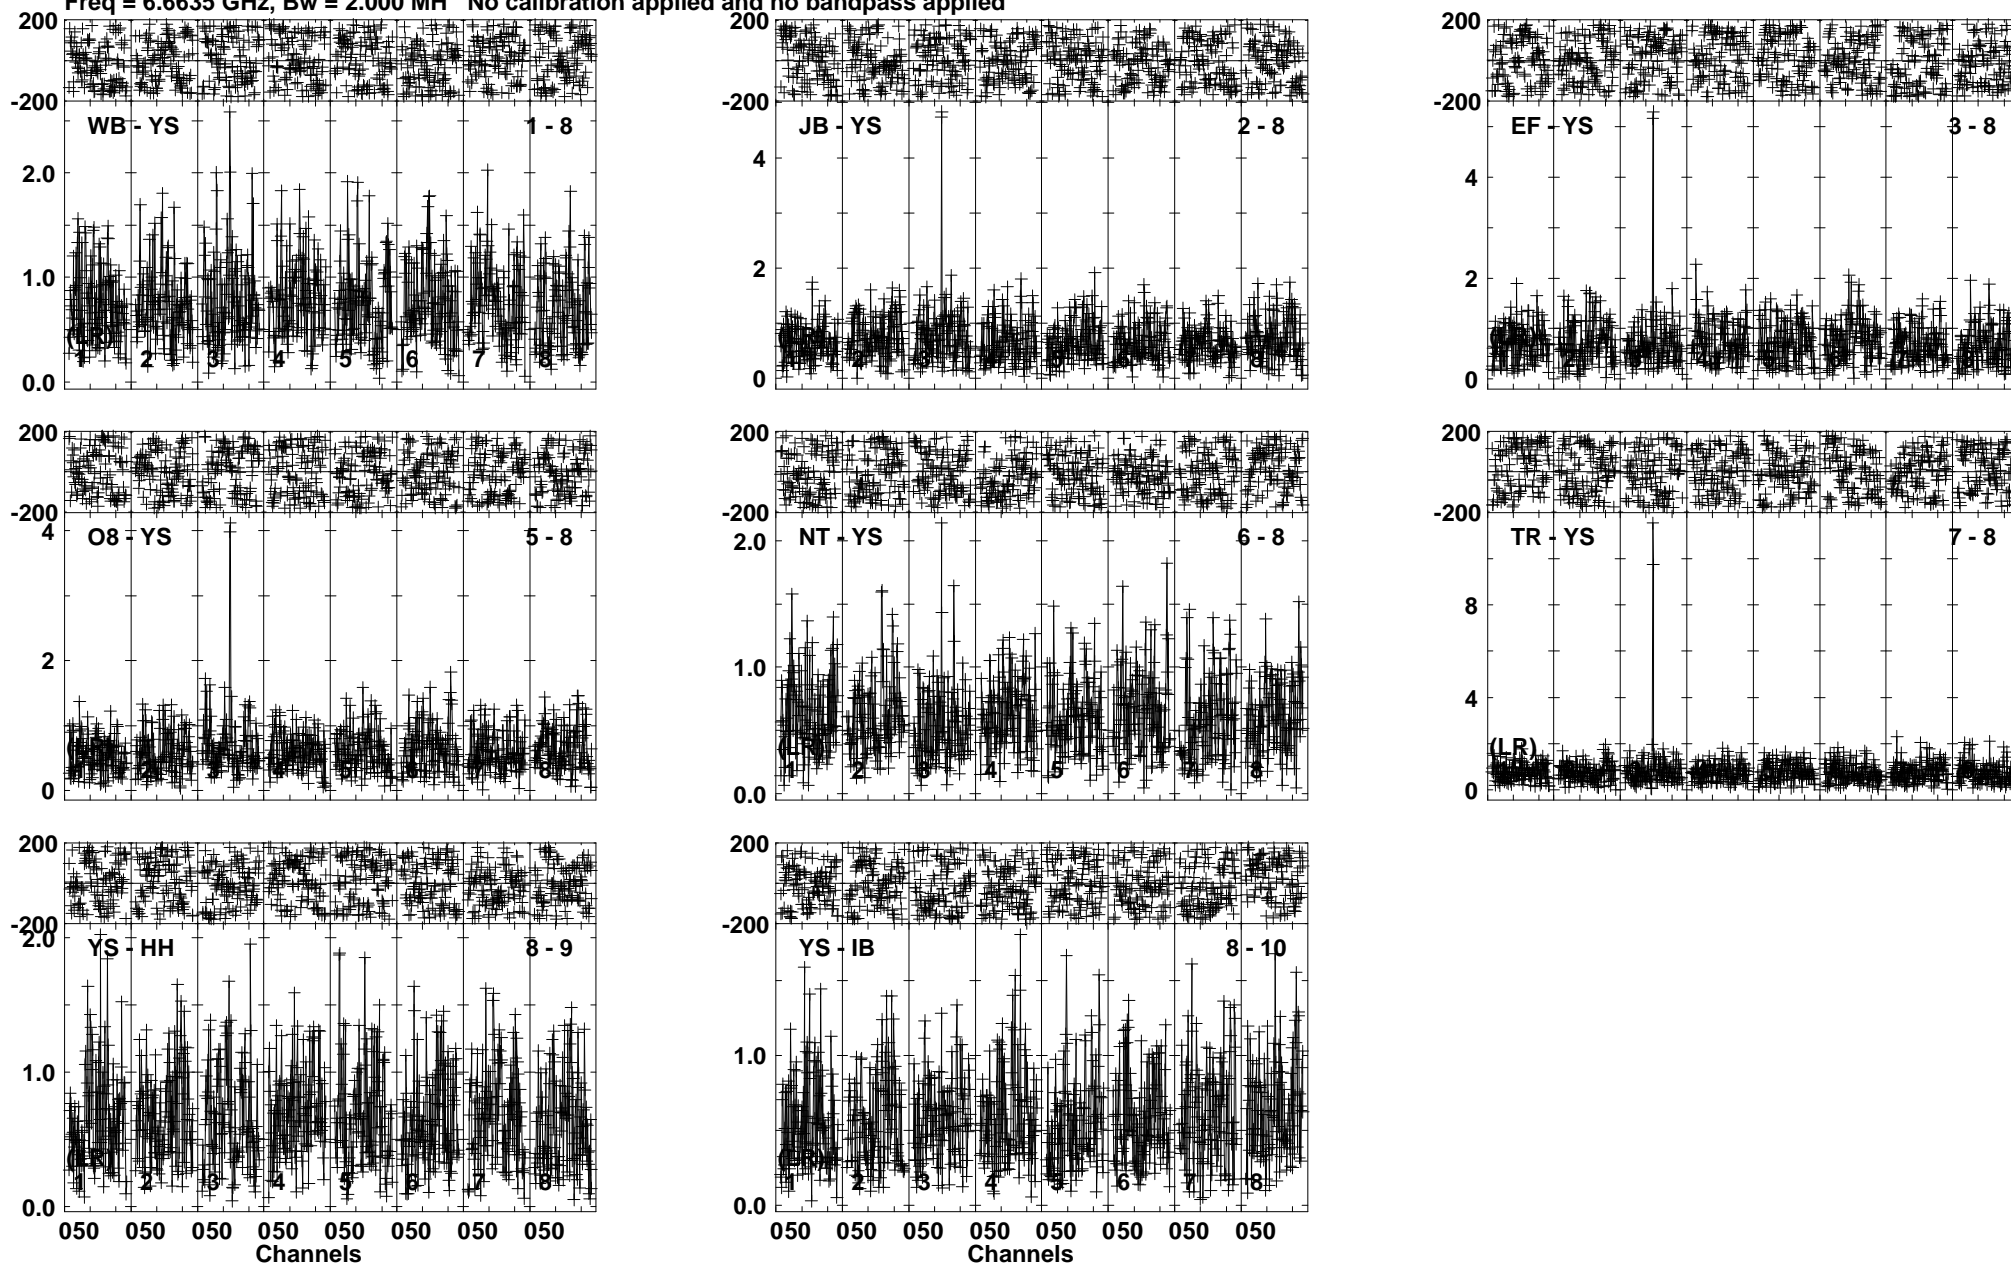 Freq = 6.6635 GHz, Bw = 2.000 MH No calibration applied and no bandpass applied
200 200 200
-200 -200 -200
WB - YS 1 - 8 JB - YS 2 - 8 EF - YS 3 - 8
2.0 4 4
1.0 2 2
(LR)
1 2 3 4 5 6 7 8
0.0 0 0
200 200 200
-200 -200 -200
O8 - YS 5 - 8 NT - YS 6 - 8 TR - YS 7 - 8
4 2.0 8
2 1.0 4
(LR) (LR) (LR)
1 2 3 4 5 6 7 8
0 0.0 0
200 200
-200 -200
2.0
YS - HH 8 - 9 YS - IB 8 - 10
1.0 1.0
(LR) (LR)
1 2 3 4 5 6 7 8 1 2 3 4 5 6 7 8
0.0 0.0
050 050 050 050 050 050 050 050 050 050 050 050 050 050 050 050
Channels Channels